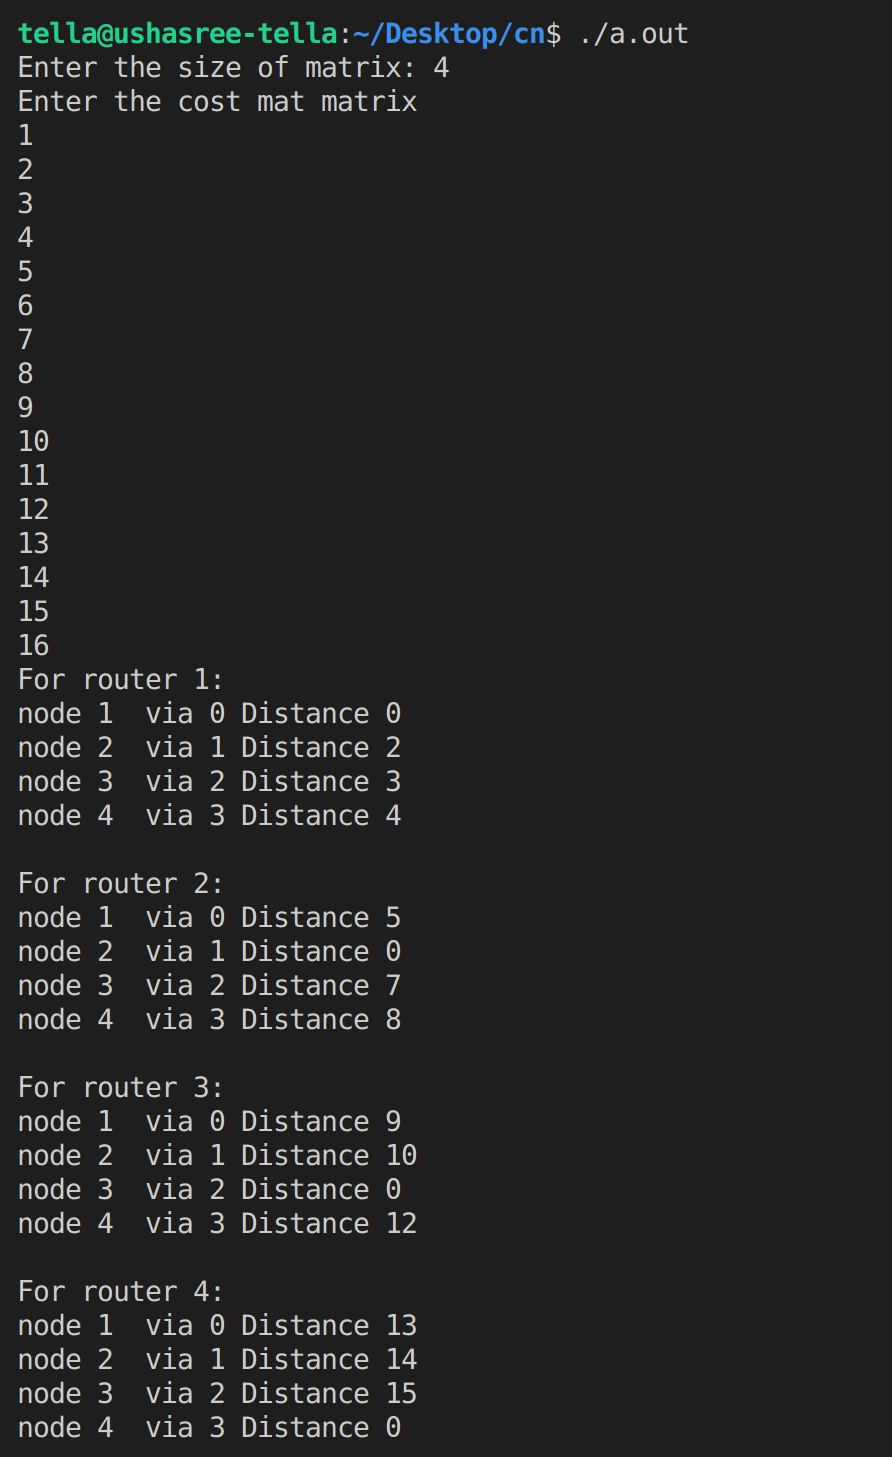 tella@ushasree-tella:~/Desktop/cn$ ./a.out
Enter the size of matrix: 4
Enter the cost mat matrix
1
2
3
4
5
6
7
8
9
10
11
12
13
14
15
16
For router 1:
node 1  via 0 Distance 0
node 2  via 1 Distance 2
node 3  via 2 Distance 3
node 4  via 3 Distance 4

For router 2:
node 1  via 0 Distance 5
node 2  via 1 Distance 0
node 3  via 2 Distance 7
node 4  via 3 Distance 8

For router 3:
node 1  via 0 Distance 9
node 2  via 1 Distance 10
node 3  via 2 Distance 0
node 4  via 3 Distance 12

For router 4:
node 1  via 0 Distance 13
node 2  via 1 Distance 14
node 3  via 2 Distance 15
node 4  via 3 Distance 0